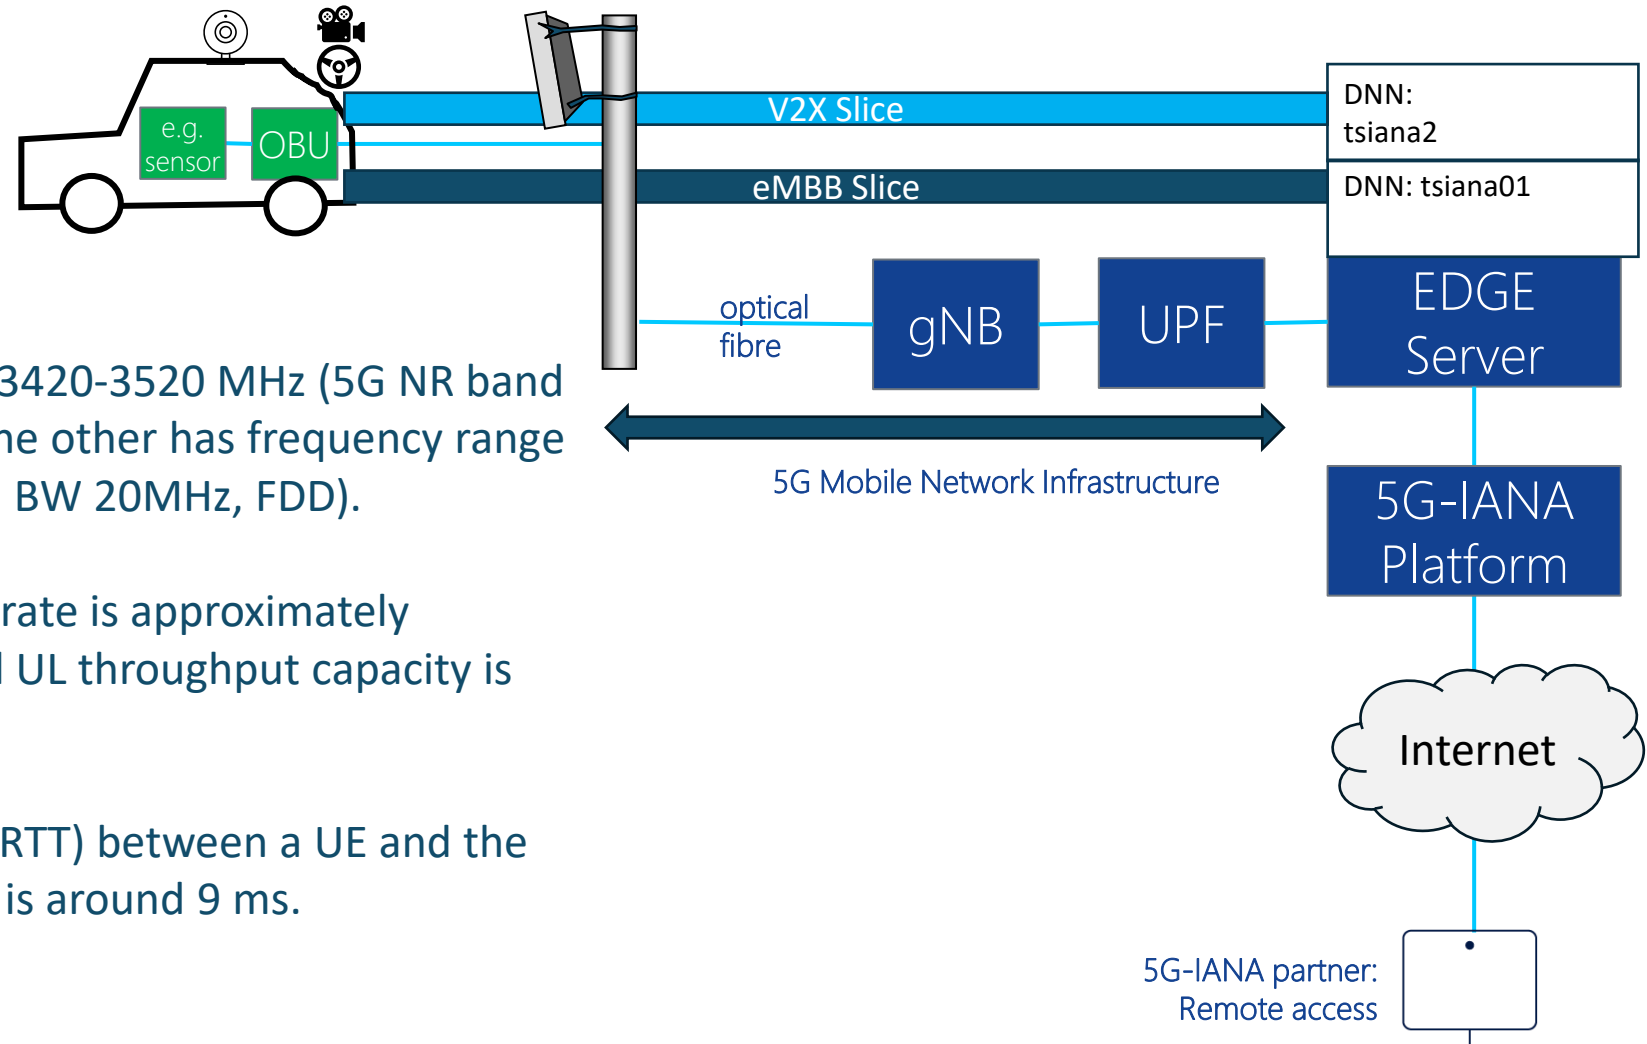 e.g.
sensor
OBU
V2X Slice
eMBB Slice
DNN:
tsiana2
DNN: tsiana01
optical
fibre
gNB
UPF
EDGE
Server
5G Mobile Network Infrastructure
5G-IANA
Platform
Internet
5G-IANA partner:
Remote access
3420-3520 MHz (5G NR band
ne other has frequency range
BW 20MHz, FDD).
rate is approximately
UL throughput capacity is
RTT) between a UE and the
is around 9 ms.